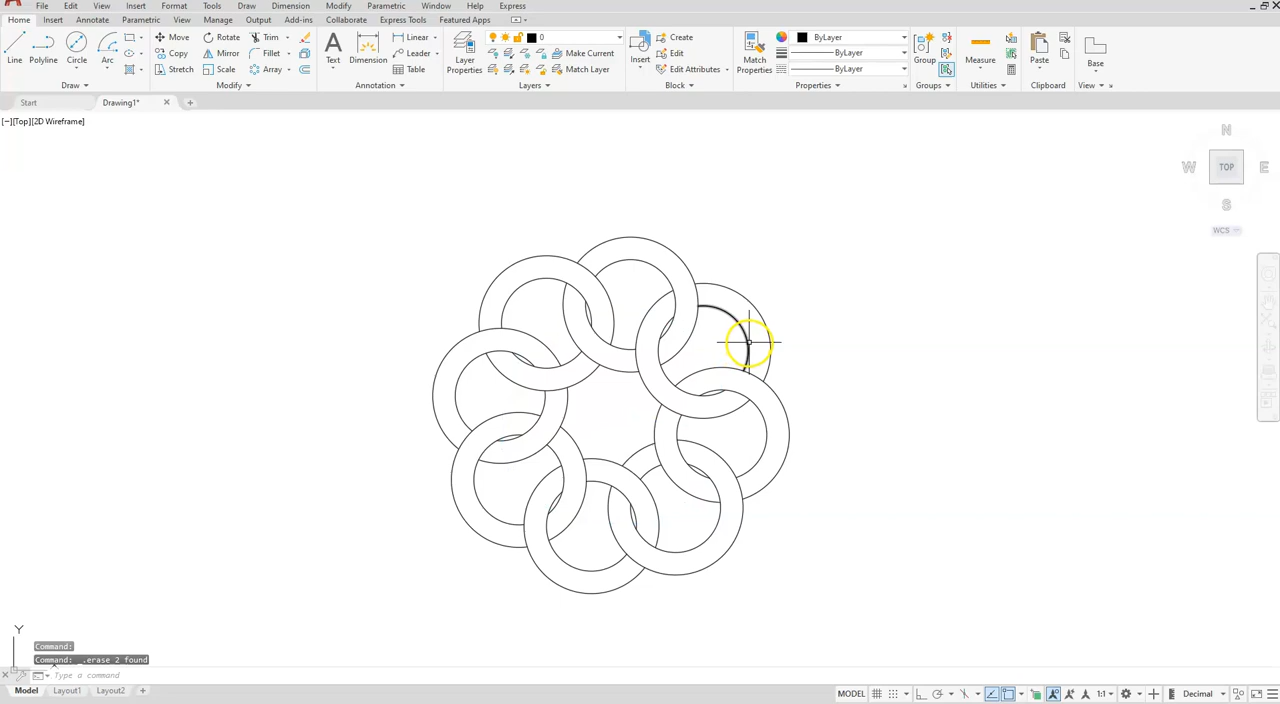 File Edit View Insert Format Tools Draw Dimension Modify Parametric Window Help Express
Home Insert Annotate Parametric View Manage Output Add-ins Collaborate Express Tools Featured Apps
Line Polyline Circle Arc Draw
Move Rotate Trim
Copy Mirror Fillet
Stretch Scale Array
Modify
Text Dimension Linear
Leader
Table
Annotation
Layer Properties 0
Make Current
Match Layer
Layers
Insert Create
Edit
Edit Attributes
Block
Match Properties ByLayer
ByLayer
ByLayer
Properties
Group
Groups
Measure
Utilities
Paste
Clipboard
Base
View
Start Drawing1*
[−][Top][2D Wireframe]
N
W TOP E
S
WCS
Y
Command:
Command: _.erase 2 found
Type a command
Model Layout1 Layout2
MODEL 1:1 Decimal